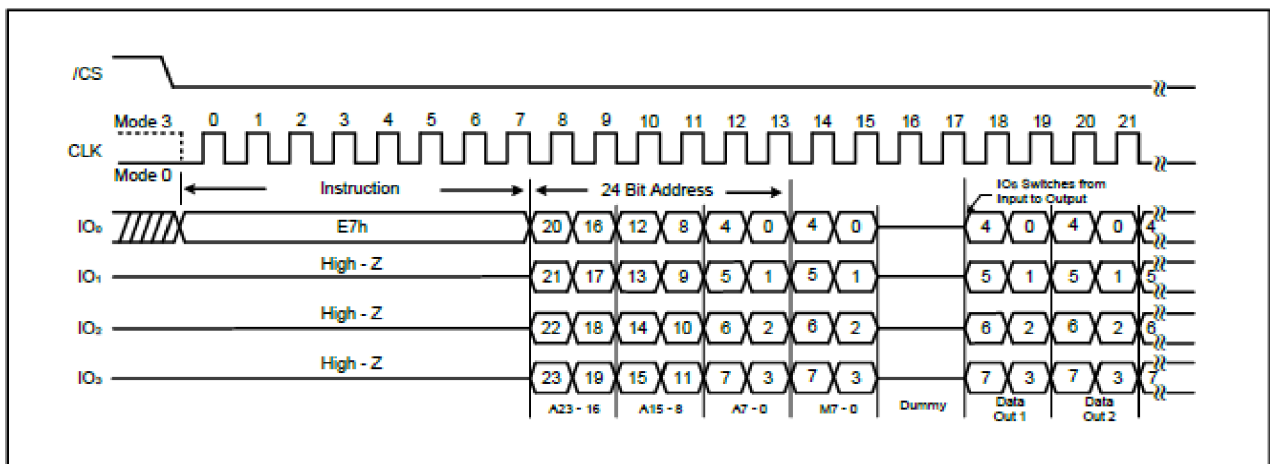 /CS
Mode 3 0 1 2 3 4 5 6 7 8 9 10 11 12 13 14 15 16 17 18 19 20 21
CLK
Mode 0
Instruction 24 Bit Address IOs Switches from
Input to Output
IO₀ E7h 20 16 12 8 4 0 4 0 4 0 4 0 4
High - Z
IO₁ 21 17 13 9 5 1 5 1 5 1 5 1 5
High - Z
IO₂ 22 18 14 10 6 2 6 2 6 2 6 2 6
High - Z
IO₃ 23 19 15 11 7 3 7 3 7 3 7 3 7
A23 - 16 A15 - 8 A7 - 0 M7 - 0 Dummy Data Data
Out 1 Out 2